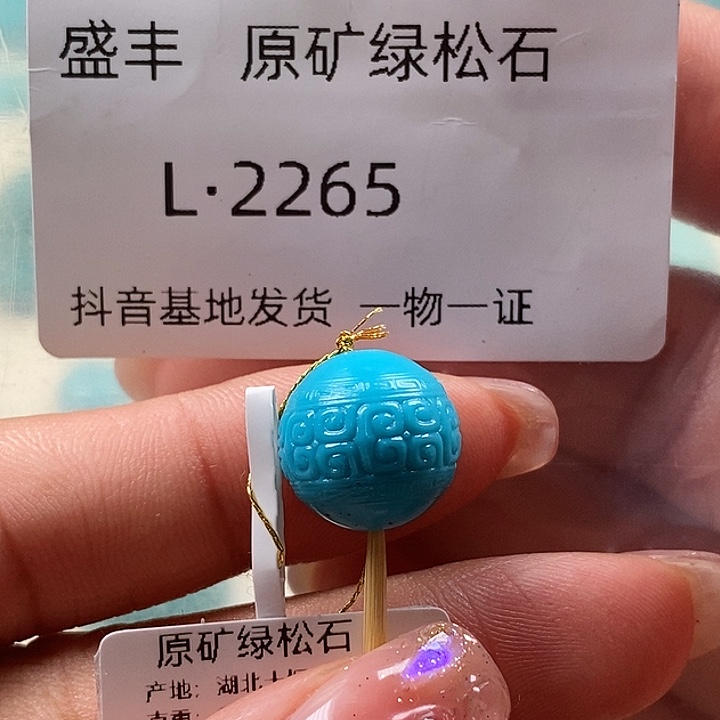 盛丰 原矿绿松石
L·2265
抖音基地发货 一物一证
原矿绿松石
产地: 湖北